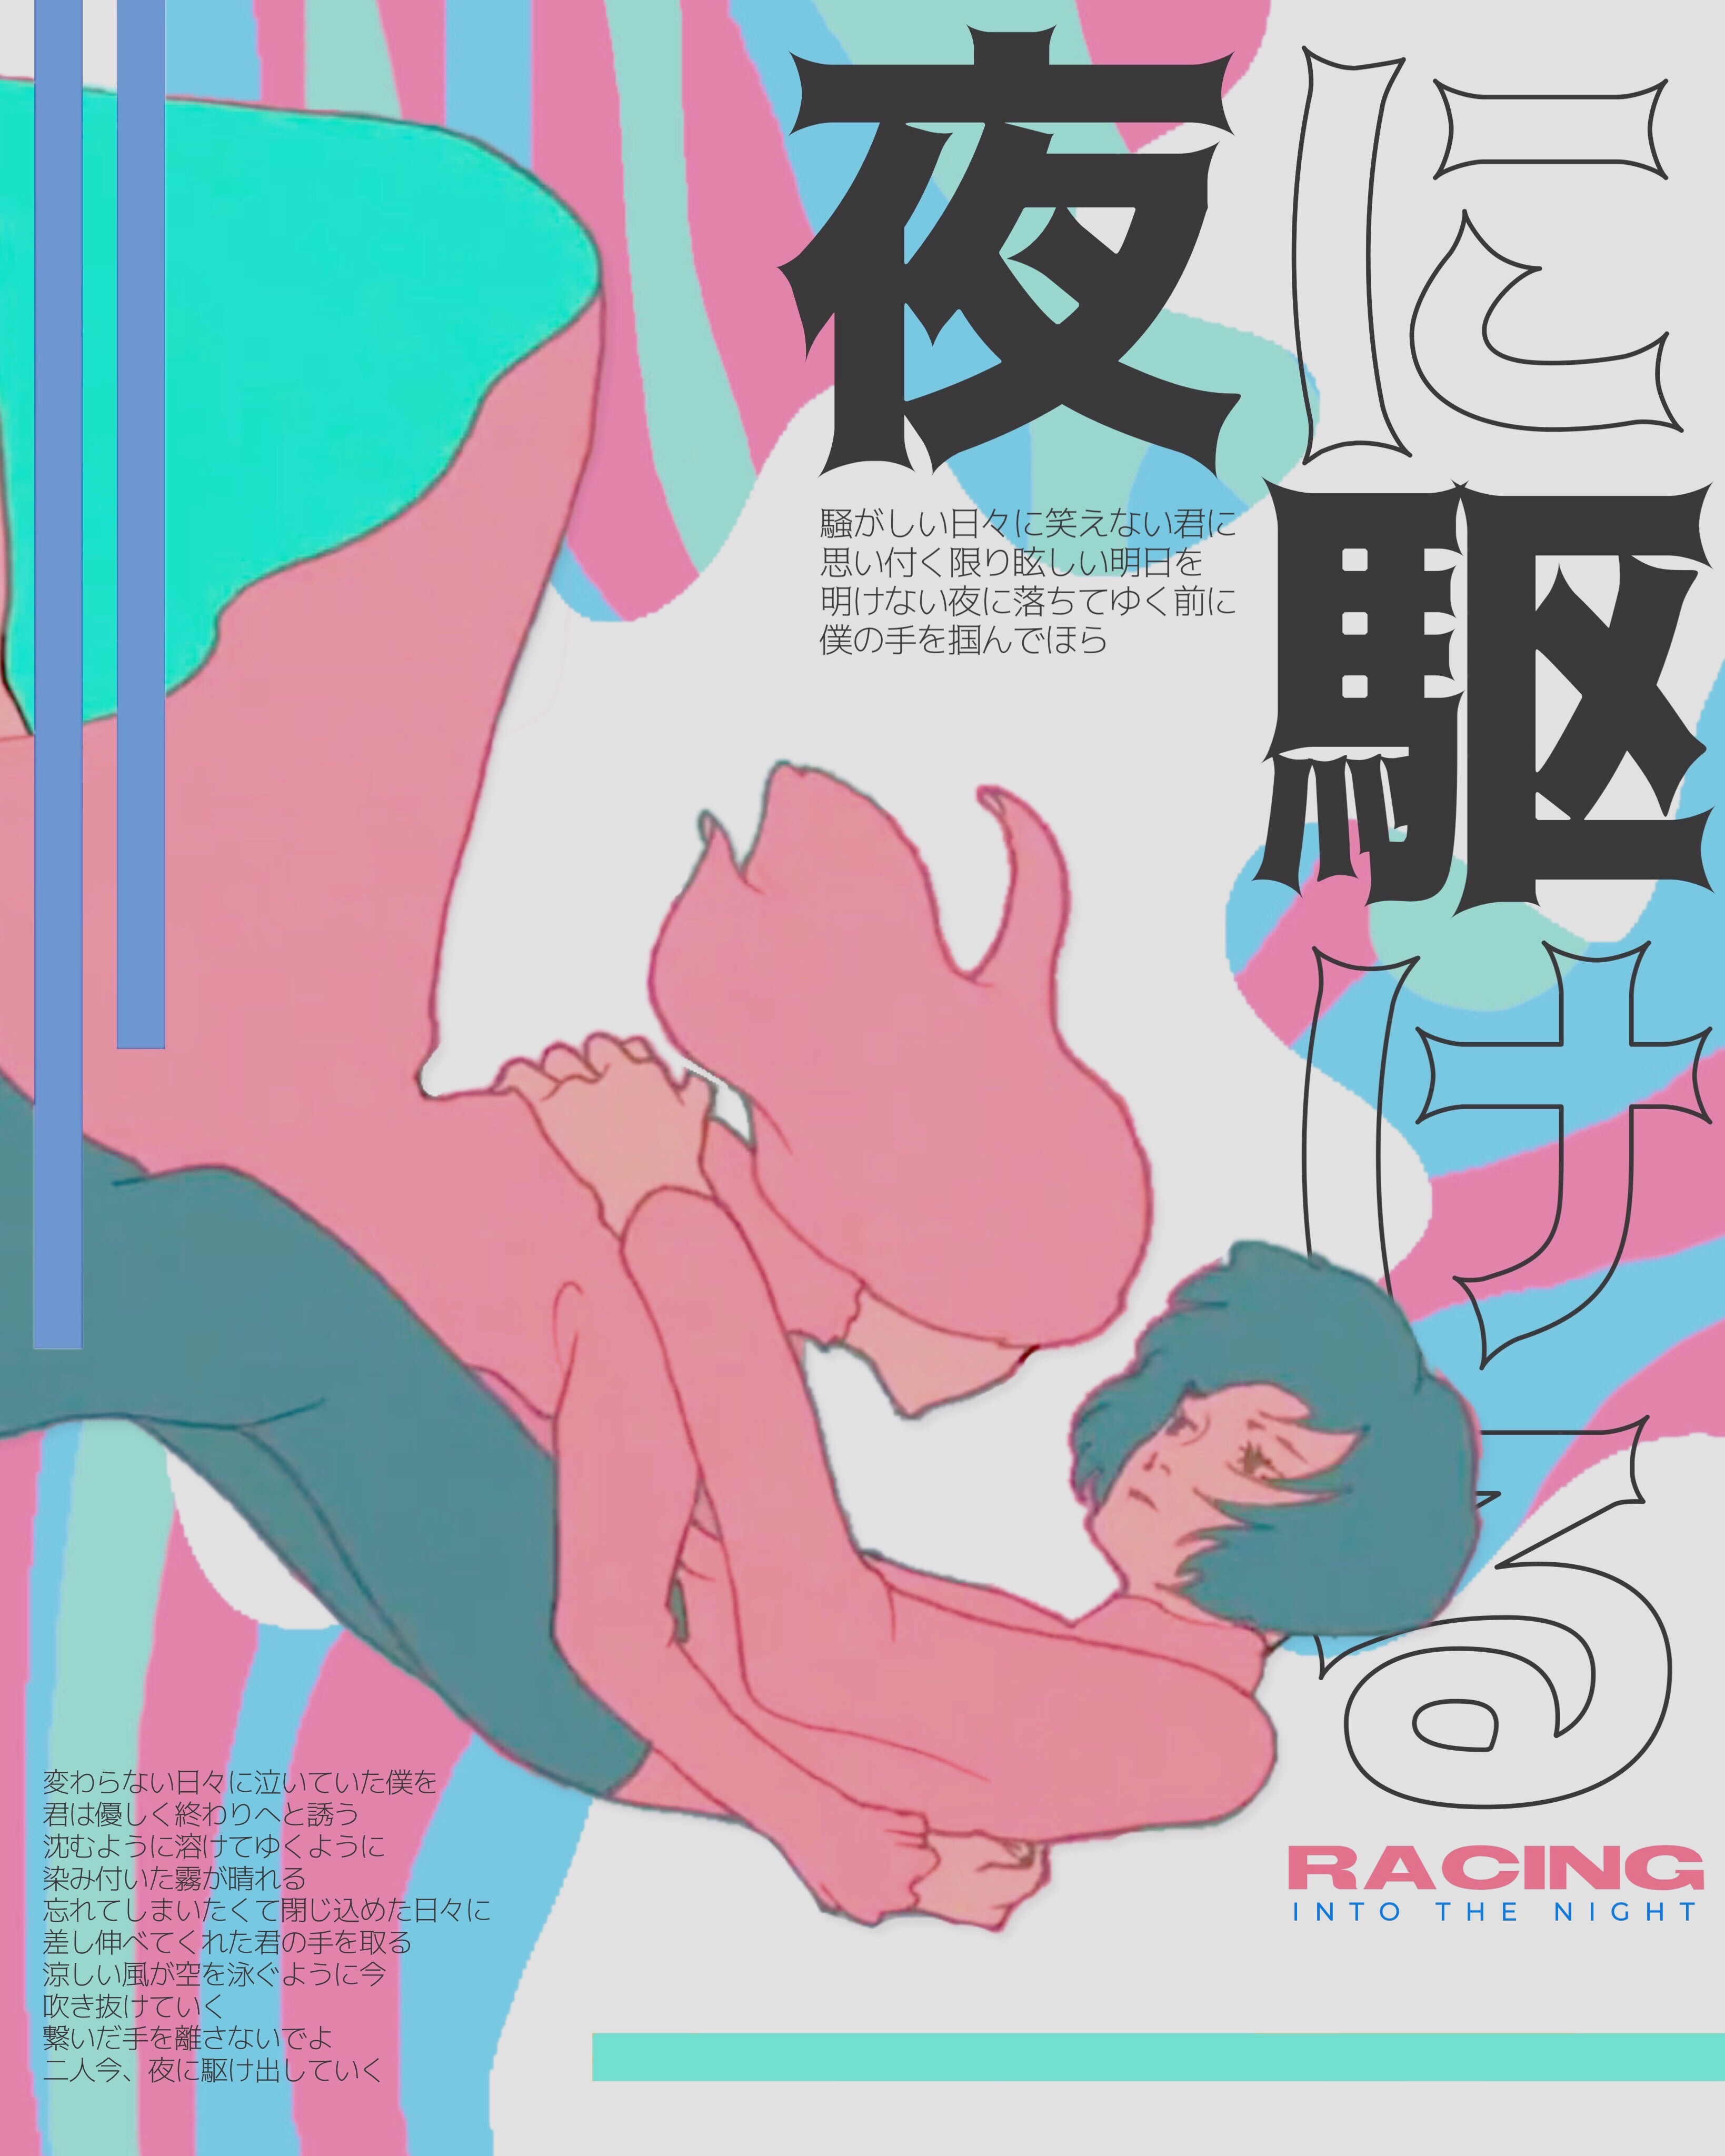 夜に駆ける
騒がしい日々に笑えない君に
思い付く限り眩しい明日を
明けない夜に落ちてゆく前に
僕の手を掴んでほら
RACING
INTO THE NIGHT
変わらない日々に泣いていた僕を
君は優しく終わりへと誘う
沈むように溶けてゆくように
染み付いた霧が晴れる
忘れてしまいたくて閉じ込めた日々に
差し伸べてくれた君の手を取る
涼しい風が空を泳ぐように今
吹き抜けていく
繋いだ手を離さないでよ
二人今、夜に駆け出していく